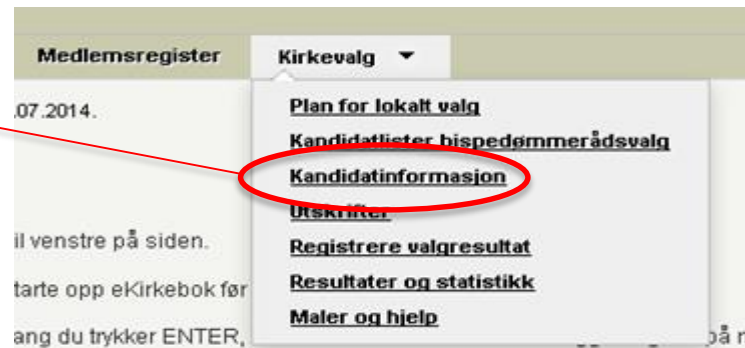 Medlemsregister Kirkevalg
.07.2014.
Plan for lokalt valg
Kandidatlister bispedømmerådsvalg
Kandidatinformasjon
Utskrifter
il venstre på siden.
Registrere valgresultat
tarte opp eKirkebok før
Resultater og statistikk
Maler og hjelp
ang du trykker ENTER,
på